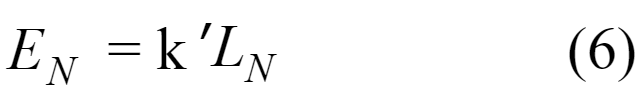 E_N = k′L_N (6)